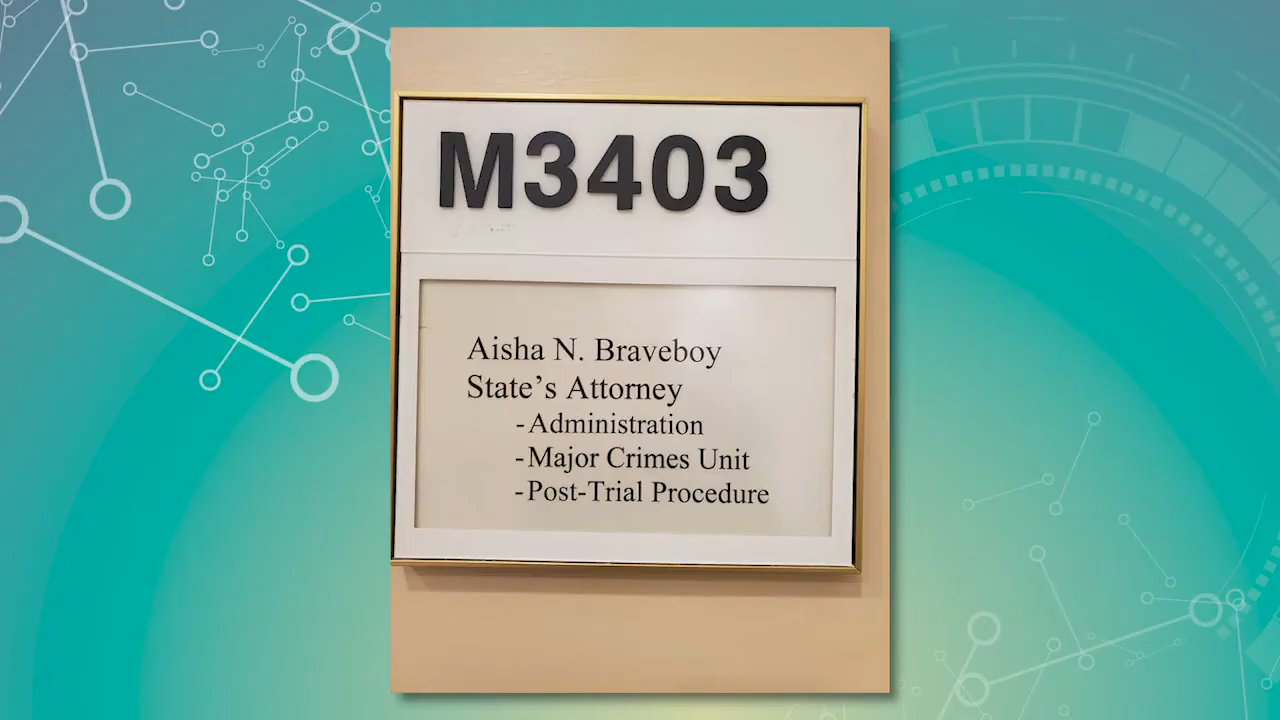 M3403
Aisha N. Braveboy
State’s Attorney
-Administration
-Major Crimes Unit
-Post-Trial Procedure